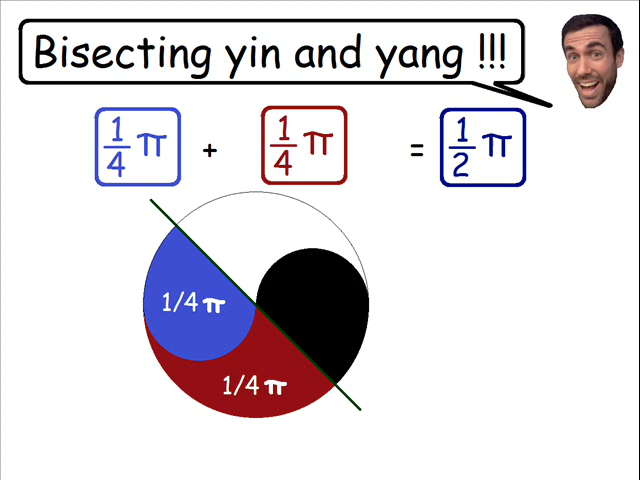 Bisecting yin and yang !!!
1/4 π + 1/4 π = 1/2 π
1/4 π
1/4 π